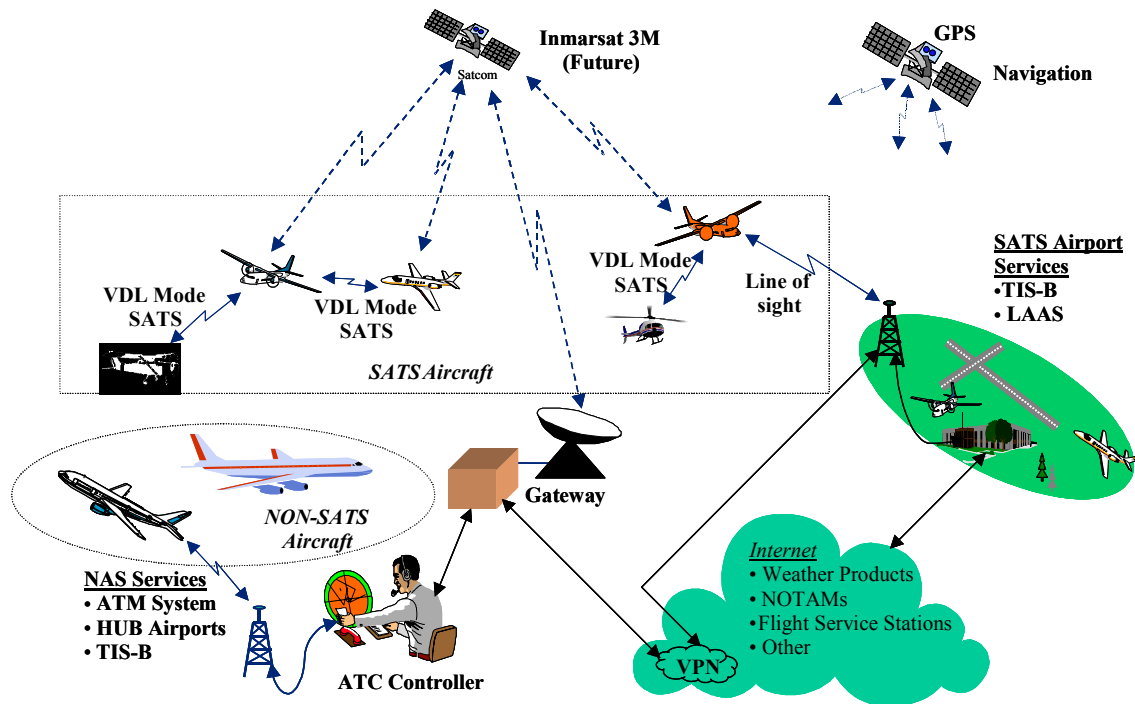 Inmarsat 3M
(Future)
Satcom
GPS
Navigation
VDL Mode
SATS
VDL Mode
SATS
VDL Mode
SATS
Line of
sight
SATS Aircraft
SATS Airport
Services
•TIS-B
• LAAS
NON-SATS
Aircraft
Gateway
NAS Services
• ATM System
• HUB Airports
• TIS-B
ATC Controller
Internet
• Weather Products
• NOTAMs
•Flight Service Stations
• Other
VPN